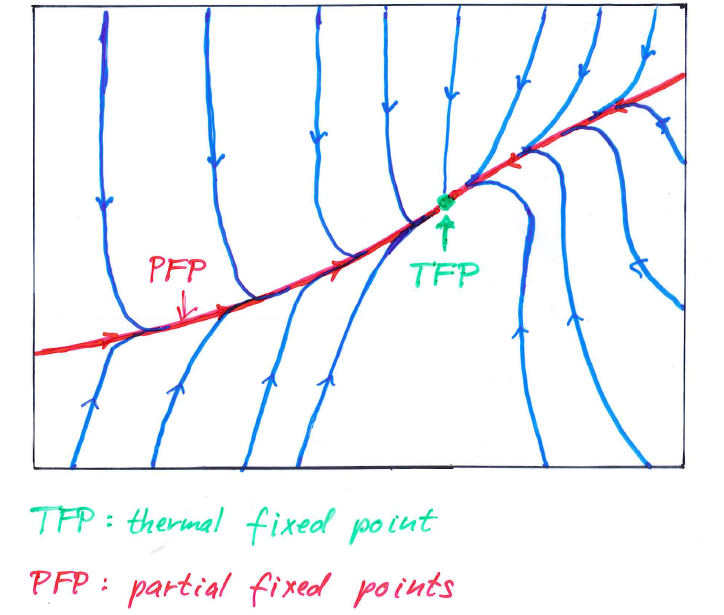 PFP
TFP
TFP : thermal fixed point
PFP : partial fixed points